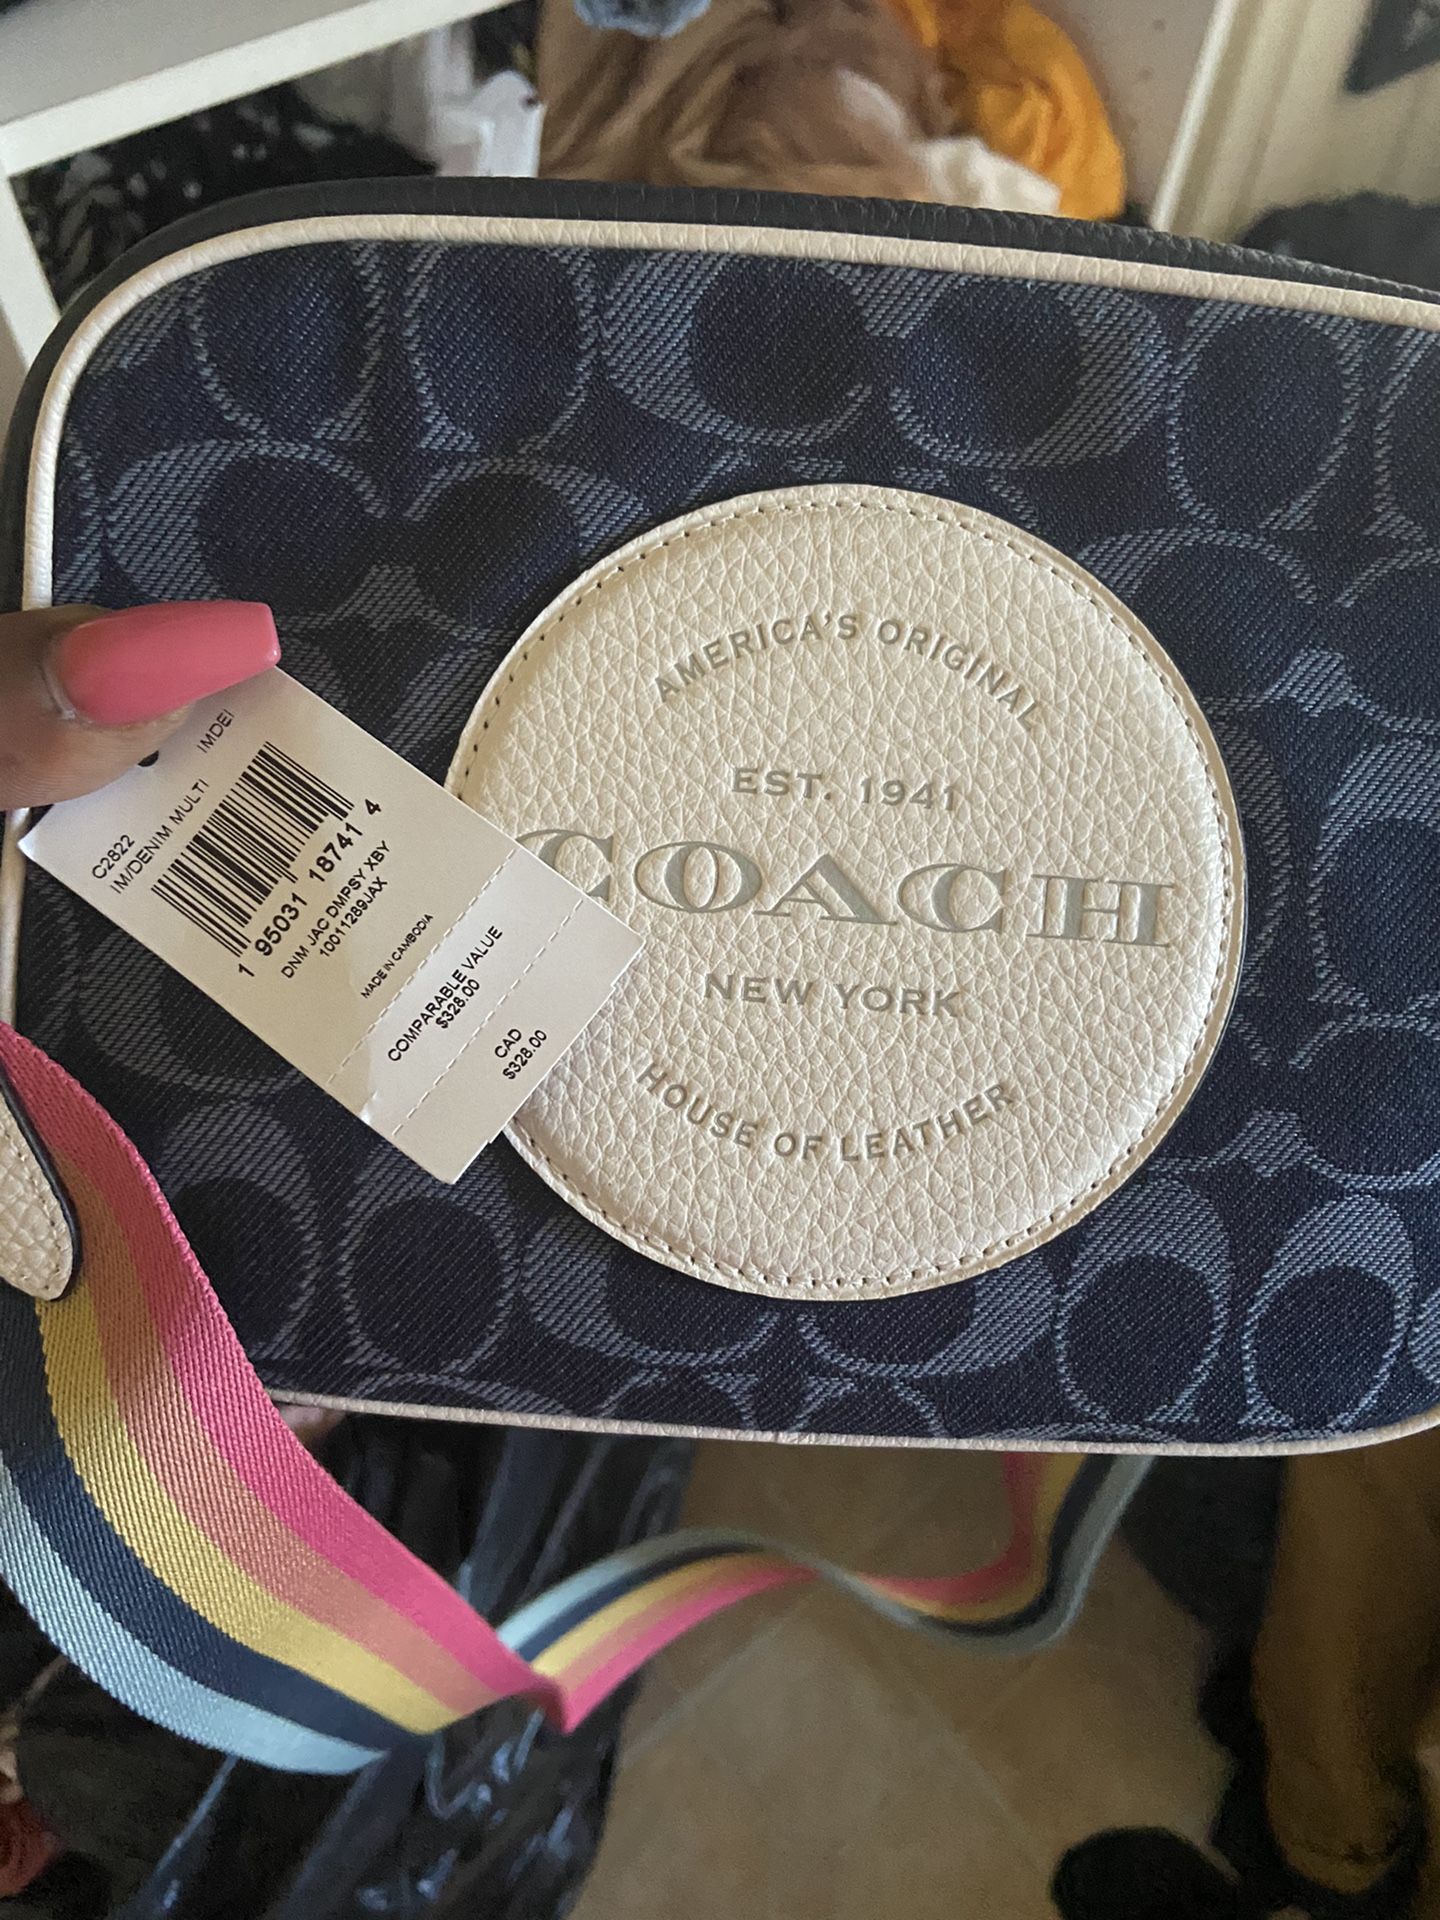 C2822
IM/DENIM MULTI IMDEI
1 95031 18741 4
DNM JAC DMPSY XBY
10011289JAX
MADE IN CAMBODIA
COMPARABLE VALUE
$328.00
CAD
$328.00
AMERICA'S ORIGINAL
EST. 1941
COACH
NEW YORK
HOUSE OF LEATHER